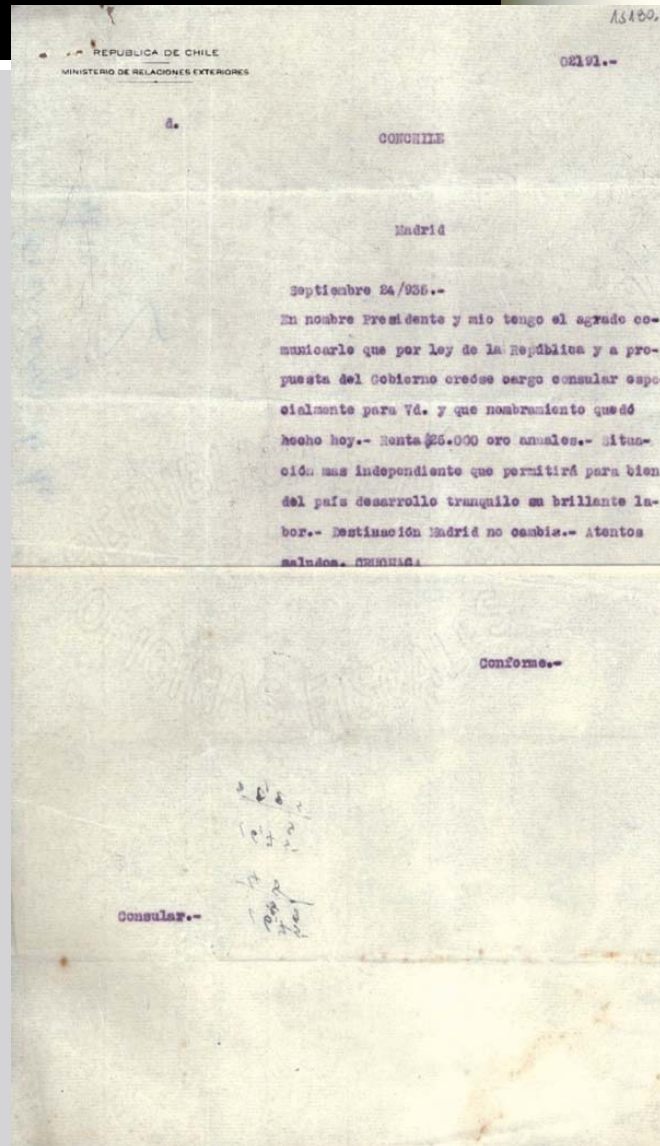 15180.
REPUBLICA DE CHILE
MINISTERIO DE RELACIONES EXTERIORES
02191.-
d.
CONCHILE
Madrid
Septiembre 24/935.-
En nombre Presidente y mio tengo el agrado co-
municarle que por ley de la República y a pro-
puesta del Gobierno creóse cargo consular espe
cialmente para Vd. y que nombramiento quedó
hecho hoy.- Renta $25.000 oro anuales.- Situa-
ción mas independiente que permitirá para bien
del país desarrollo tranquilo su brillante la-
bor.- Destinación Madrid no cambia.- Atentos
saludos. CRUCHAGA
Conforme.-
Consular.-